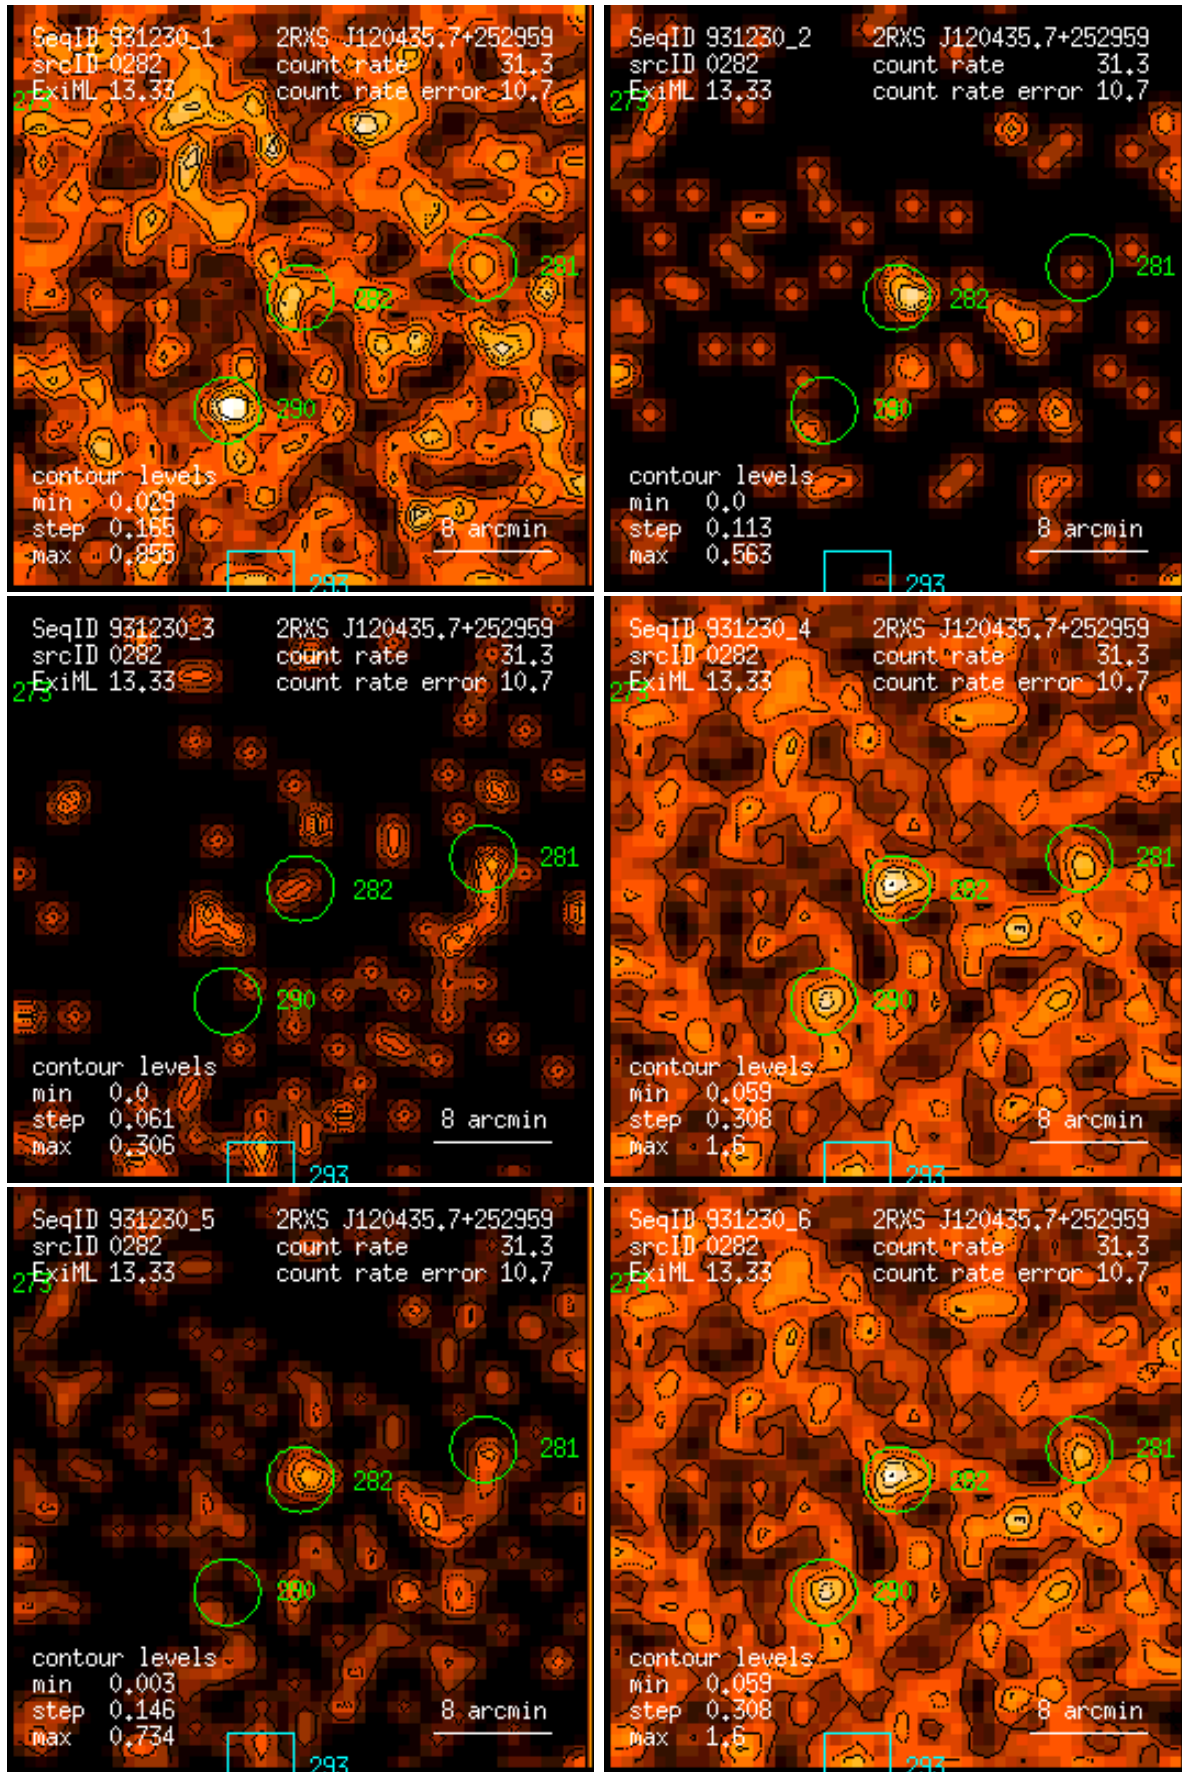 SeqID 931230_1 2RXS J120435.7+252959
srcID 0282 count rate 31.3
ExiML 13.33 count rate error 10.7
273
281
282
290
contour levels
min 0.029
step 0.165
max 0.855
8 arcmin
293
SeqID 931230_2 2RXS J120435.7+252959
srcID 0282 count rate 31.3
ExiML 13.33 count rate error 10.7
273
281
282
290
contour levels
min 0.0
step 0.113
max 0.563
8 arcmin
293
SeqID 931230_3 2RXS J120435.7+252959
srcID 0282 count rate 31.3
ExiML 13.33 count rate error 10.7
273
281
282
290
contour levels
min 0.0
step 0.061
max 0.306
8 arcmin
293
SeqID 931230_4 2RXS J120435.7+252959
srcID 0282 count rate 31.3
ExiML 13.33 count rate error 10.7
273
281
282
290
contour levels
min 0.059
step 0.308
max 1.6
8 arcmin
293
SeqID 931230_5 2RXS J120435.7+252959
srcID 0282 count rate 31.3
ExiML 13.33 count rate error 10.7
273
281
282
290
contour levels
min 0.003
step 0.146
max 0.734
8 arcmin
293
SeqID 931230_6 2RXS J120435.7+252959
srcID 0282 count rate 31.3
ExiML 13.33 count rate error 10.7
273
281
282
290
contour levels
min 0.059
step 0.308
max 1.6
8 arcmin
293